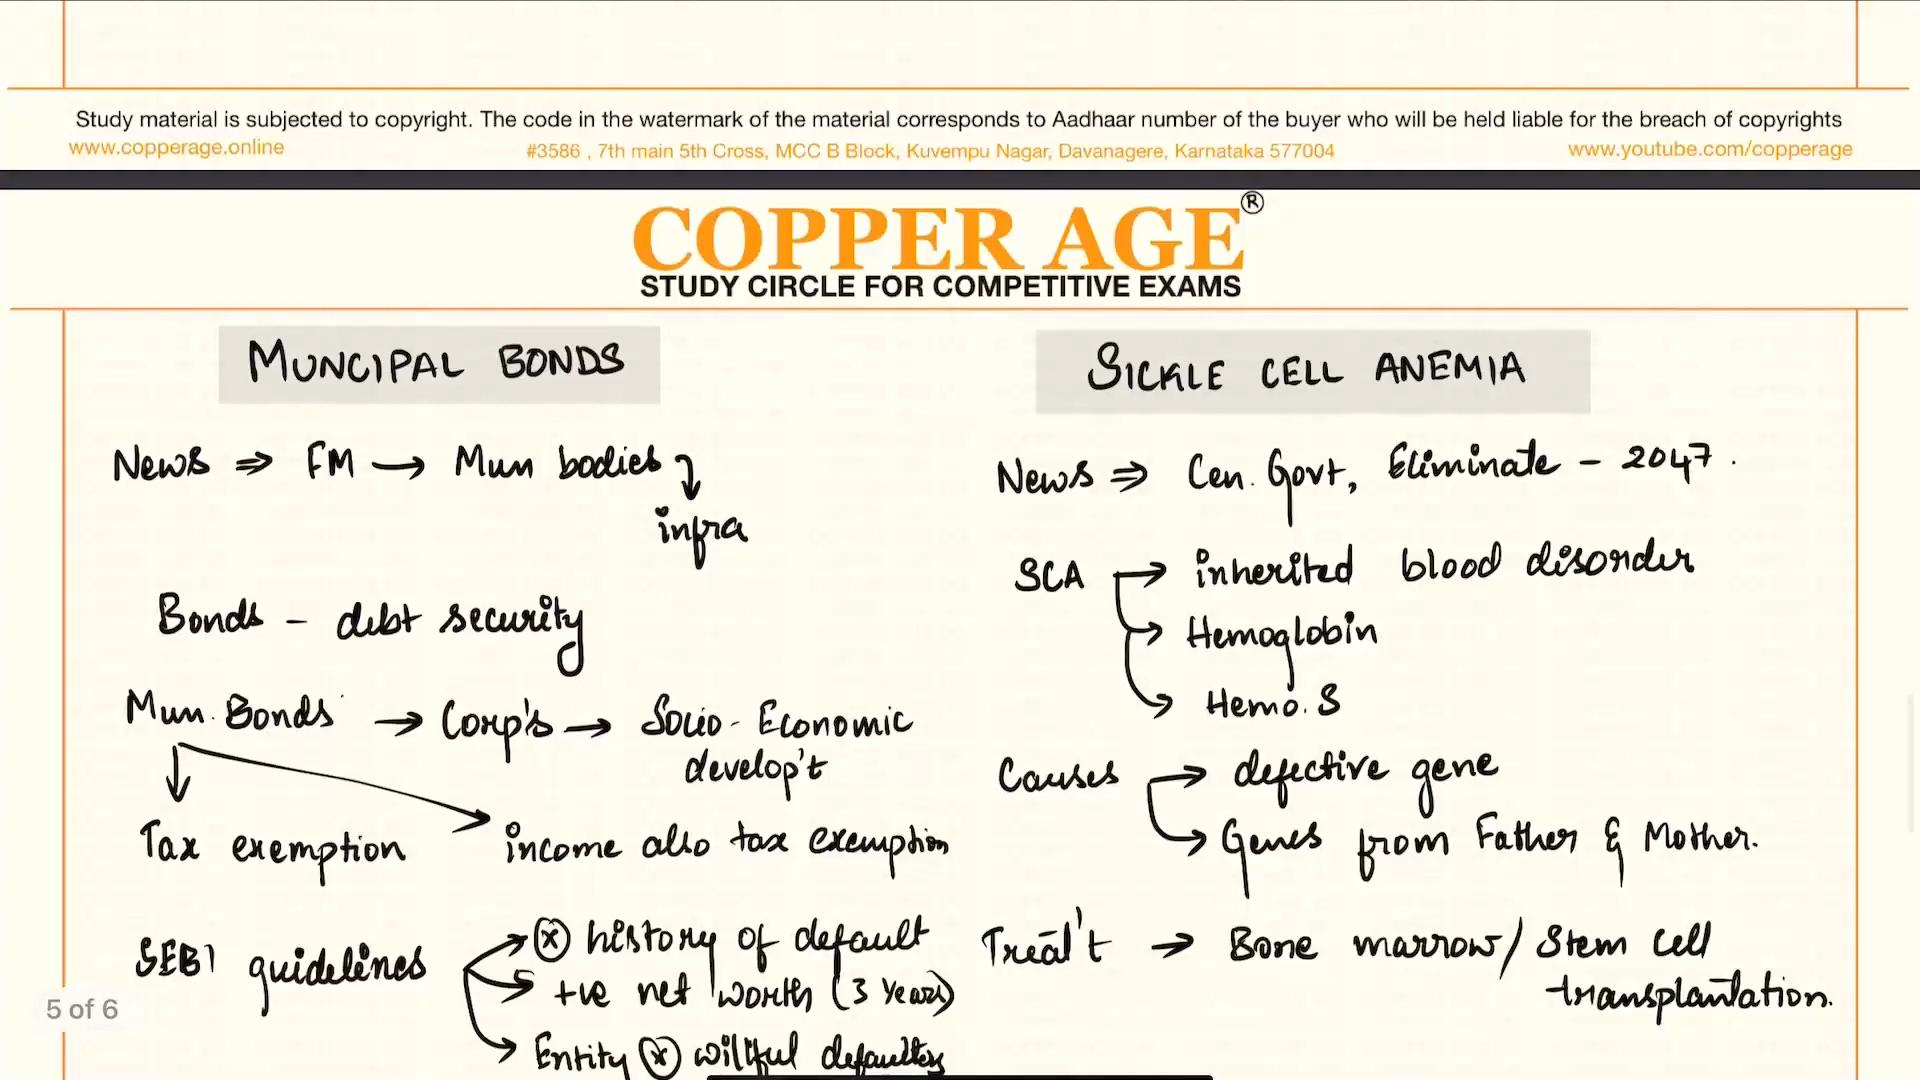 Study material is subjected to copyright. The code in the watermark of the material corresponds to Aadhaar number of the buyer who will be held liable for the breach of copyrights
www.copperage.online
#3586 , 7th main 5th Cross, MCC B Block, Kuvempu Nagar, Davanagere, Karnataka 577004
www.youtube.com/copperage
COPPER AGE®
STUDY CIRCLE FOR COMPETITIVE EXAMS
MUNCIPAL BONDS
News ⇒ FM → Mun bodies
infra
Bonds - debt security
Mun. Bonds → Corp's → Socio-Economic
develop't
Tax exemption
income also tax exemption
SEBI guidelines
→ ⓧ history of default
→ +ve net worth (3 years)
→ Entity ⓧ willful defaulters
SICKLE CELL ANEMIA
News ⇒ Cen. Govt, Eliminate - 2047.
SCA → inherited blood disorder
→ Hemoglobin
→ Hemo. S
Causes → defective gene
→ Genes from Father & Mother.
Treat't → Bone marrow/ Stem cell
transplantation.
5 of 6